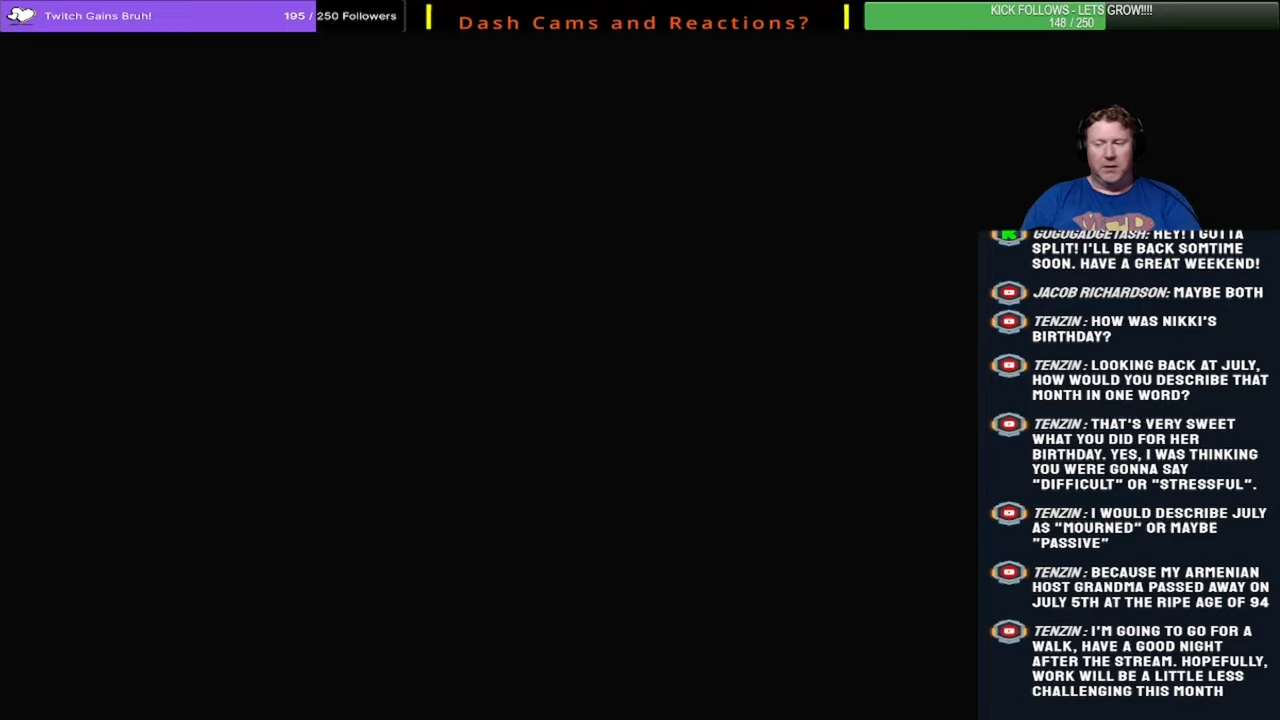 Twitch Gains Bruh!
195 / 250 Followers
Dash Cams and Reactions?
KICK FOLLOWS - LETS GROW!!!!
148 / 250
GOGOGADGETASH: HEY! I GOTTA
SPLIT! I'LL BE BACK SOMTIME
SOON. HAVE A GREAT WEEKEND!
JACOB RICHARDSON: MAYBE BOTH
TENZIN : HOW WAS NIKKI'S
BIRTHDAY?
TENZIN : LOOKING BACK AT JULY,
HOW WOULD YOU DESCRIBE THAT
MONTH IN ONE WORD?
TENZIN : THAT'S VERY SWEET
WHAT YOU DID FOR HER
BIRTHDAY. YES, I WAS THINKING
YOU WERE GONNA SAY
"DIFFICULT" OR "STRESSFUL".
TENZIN : I WOULD DESCRIBE JULY
AS "MOURNED" OR MAYBE
"PASSIVE"
TENZIN : BECAUSE MY ARMENIAN
HOST GRANDMA PASSED AWAY ON
JULY 5TH AT THE RIPE AGE OF 94
TENZIN : I'M GOING TO GO FOR A
WALK, HAVE A GOOD NIGHT
AFTER THE STREAM. HOPEFULLY,
WORK WILL BE A LITTLE LESS
CHALLENGING THIS MONTH